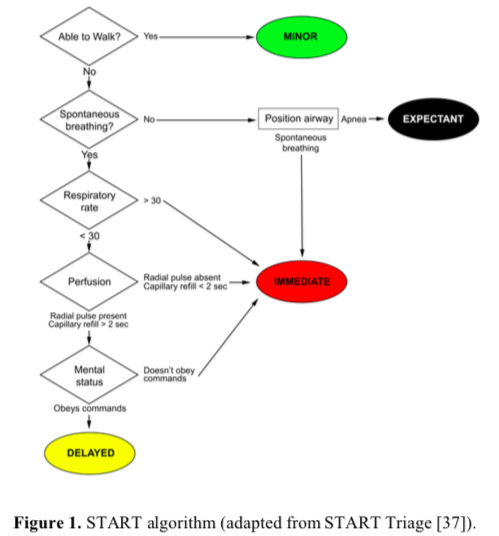 Able to Walk?
Yes
MINOR
No
Spontaneous
breathing?
No
Position airway
Apnea
EXPECTANT
Spontaneous
breathing
Yes
Respiratory
rate
> 30
< 30
Perfusion
Radial pulse absent
Capillary refill < 2 sec
IMMEDIATE
Radial pulse present
Capillary refill > 2 sec
Mental
status
Doesn't obey
commands
Obeys commands
DELAYED
Figure 1. START algorithm (adapted from START Triage [37]).